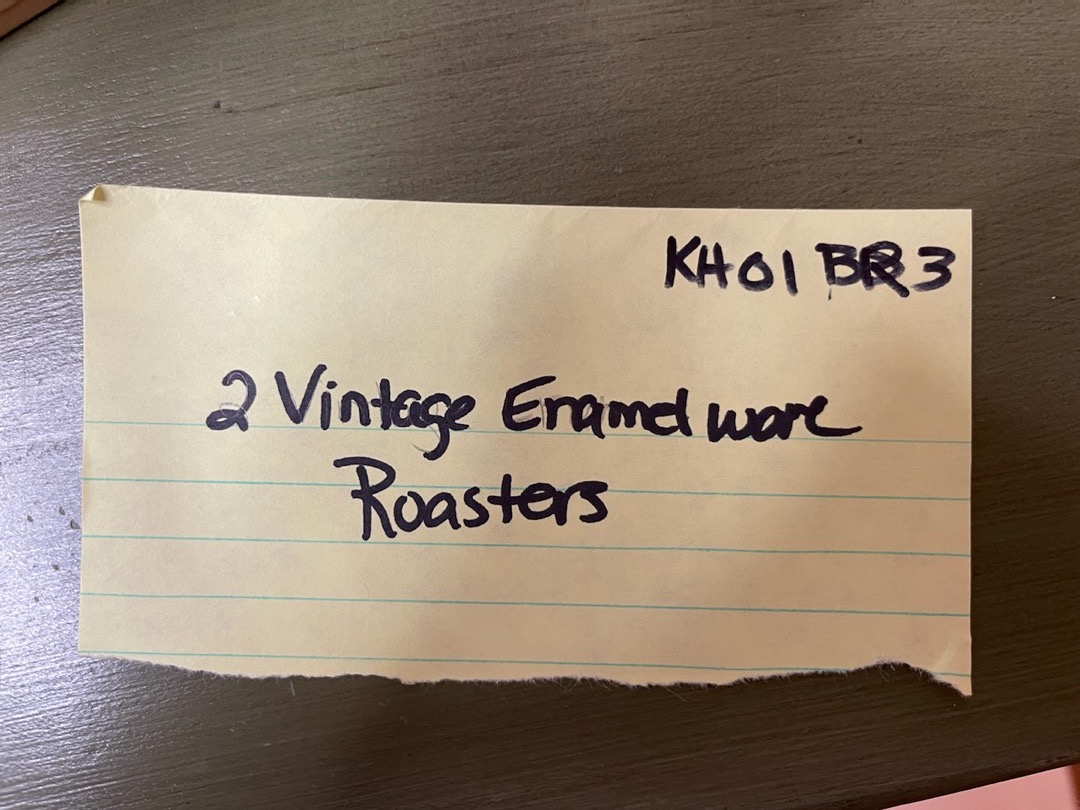 KH01 BR3
2 Vintage Enamelware
Roasters